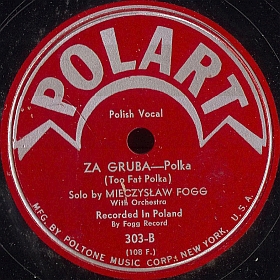 POLART
Polish Vocal
ZA GRUBA—Polka
(Too Fat Polka)
Solo by MIECZYSŁAW FOGG
With Orchestra
Recorded In Poland
By Fogg Record
303-B
(108 F.)
MFG. BY POLTONE MUSIC CORP. NEW YORK, U.S.A.